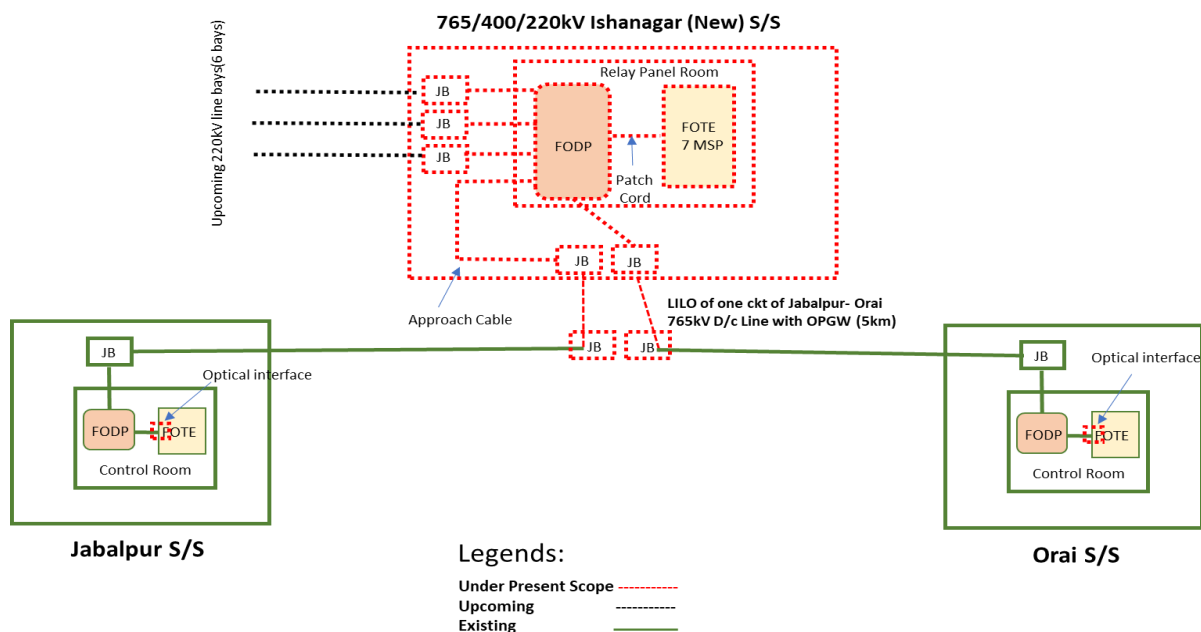 765/400/220kV Ishanagar (New) S/S
Upcoming 220kV line bays(6 bays)
Relay Panel Room
JB
JB
JB
FODP
FOTE
7 MSP
Patch
Cord
JB
JB
Approach Cable
LILO of one ckt of Jabalpur- Orai
765kV D/c Line with OPGW (5km)
JB
JB
JB
Optical interface
FODP
FOTE
Control Room
Jabalpur S/S
JB
Optical interface
FODP
FOTE
Control Room
Orai S/S
Legends:
Under Present Scope
Upcoming
Existing